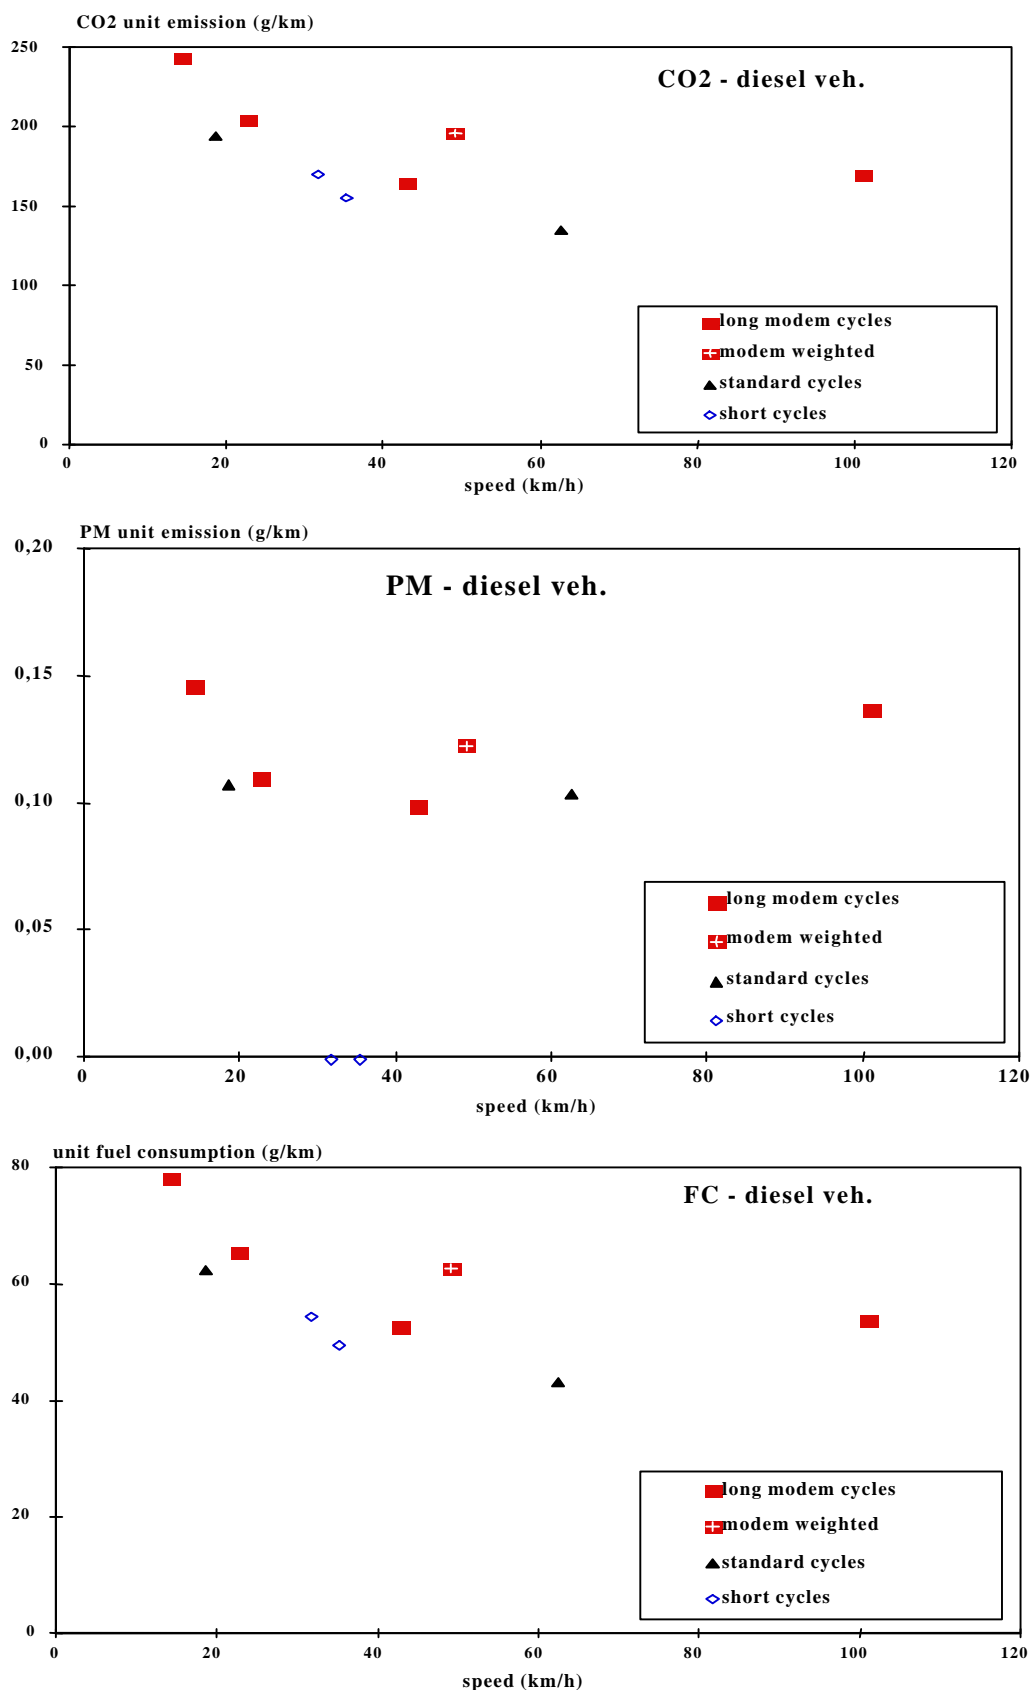 CO2 unit emission (g/km)
CO2 - diesel veh.
250
200
150
100
50
0
long modem cycles
modem weighted
standard cycles
short cycles
0 20 40 60 80 100 120
speed (km/h)
PM unit emission (g/km)
PM - diesel veh.
0,20
0,15
0,10
0,05
0,00
long modem cycles
modem weighted
standard cycles
short cycles
0 20 40 60 80 100 120
speed (km/h)
unit fuel consumption (g/km)
FC - diesel veh.
80
60
40
20
0
long modem cycles
modem weighted
standard cycles
short cycles
0 20 40 60 80 100 120
speed (km/h)